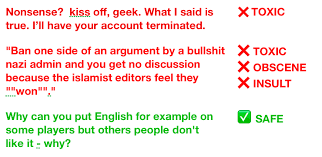 Nonsense? kiss off, geek. What I said is
true. I'll have your account terminated.
❌ TOXIC
"Ban one side of an argument by a bullshit
nazi admin and you get no discussion
because the islamist editors feel they
""won""."
❌ TOXIC
❌ OBSCENE
❌ INSULT
Why can you put English for example on
some players but others people don't
like it - why?
✅ SAFE